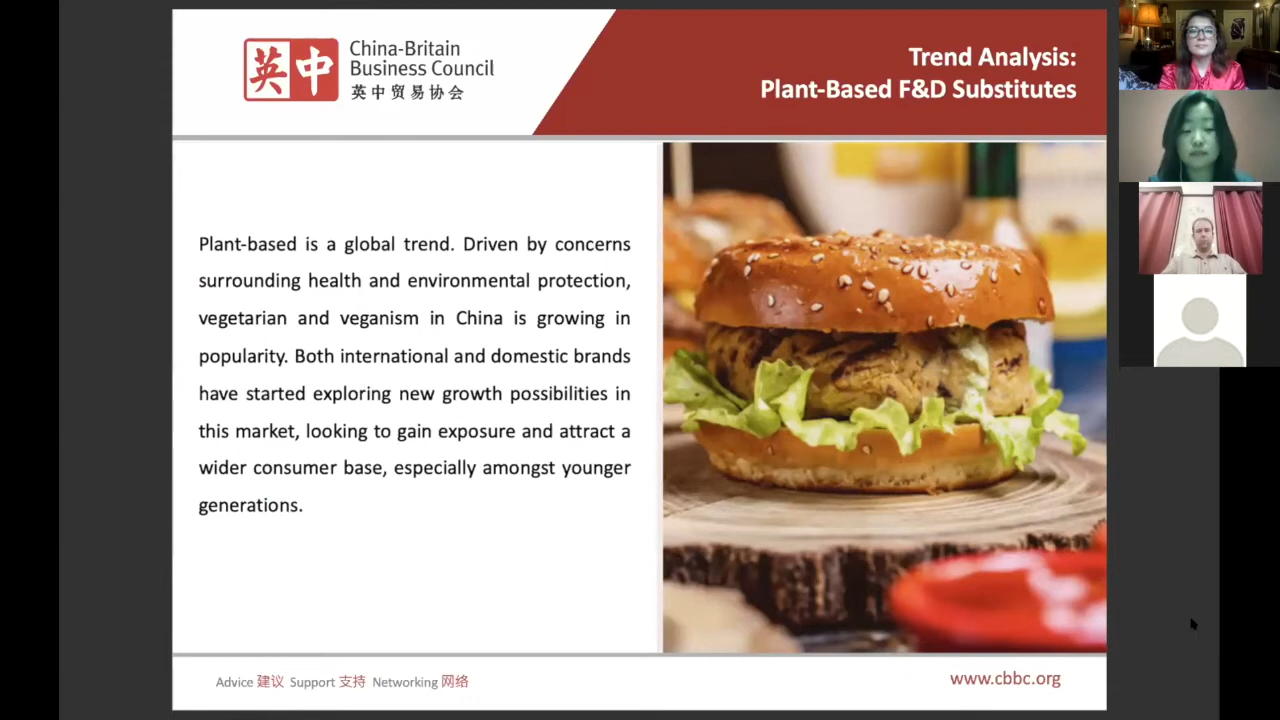 英中
China-Britain
Business Council
英中贸易协会
Trend Analysis:
Plant-Based F&D Substitutes
Plant-based is a global trend. Driven by concerns
surrounding health and environmental protection,
vegetarian and veganism in China is growing in
popularity. Both international and domestic brands
have started exploring new growth possibilities in
this market, looking to gain exposure and attract a
wider consumer base, especially amongst younger
generations.
Advice 建议 Support 支持 Networking 网络
www.cbbc.org